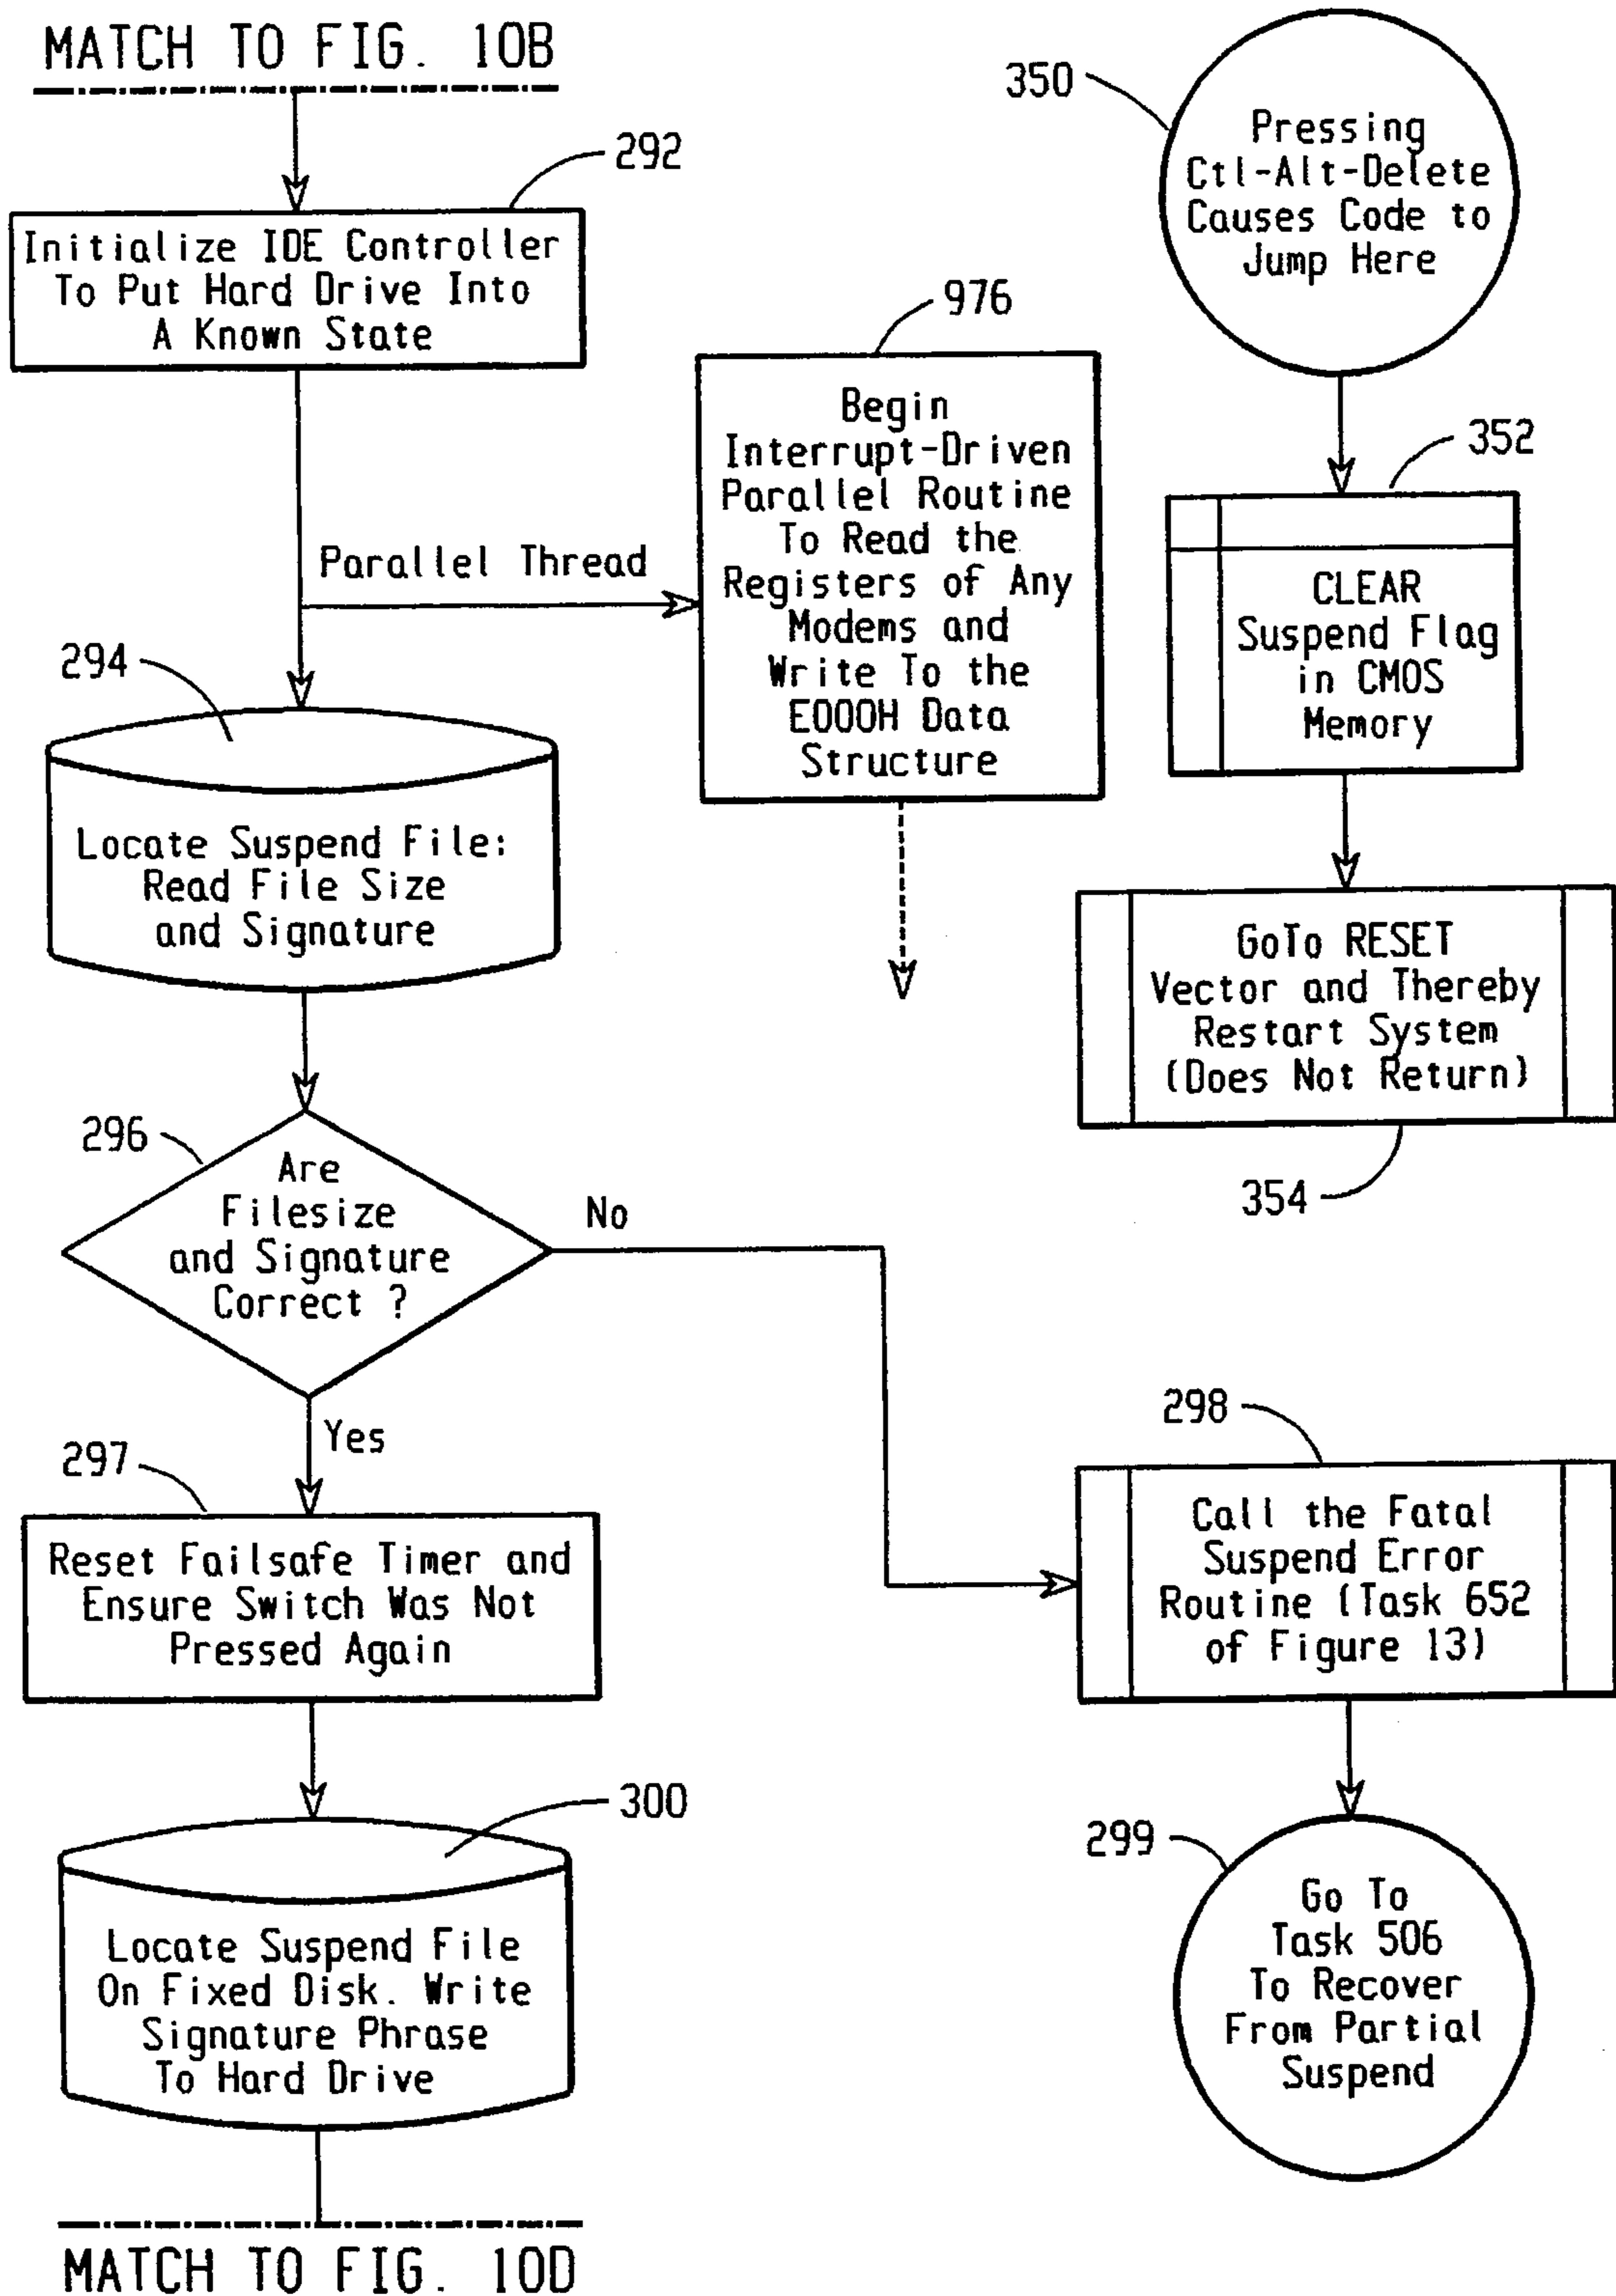 MATCH TO FIG. 10B
292
Initialize IDE Controller
To Put Hard Drive Into
A Known State
Parallel Thread
976
Begin
Interrupt-Driven
Parallel Routine
To Read the
Registers of Any
Modems and
Write To the
E000H Data
Structure
294
Locate Suspend File:
Read File Size
and Signature
296
Are
Filesize
and Signature
Correct ?
No
Yes
297
Reset Failsafe Timer and
Ensure Switch Was Not
Pressed Again
300
Locate Suspend File
On Fixed Disk. Write
Signature Phrase
To Hard Drive
MATCH TO FIG. 10D
350
Pressing
Ctl-Alt-Delete
Causes Code to
Jump Here
352
CLEAR
Suspend Flag
in CMOS
Memory
GoTo RESET
Vector and Thereby
Restart System
(Does Not Return)
354
298
Call the Fatal
Suspend Error
Routine (Task 652
of Figure 13)
299
Go To
Task 506
To Recover
From Partial
Suspend